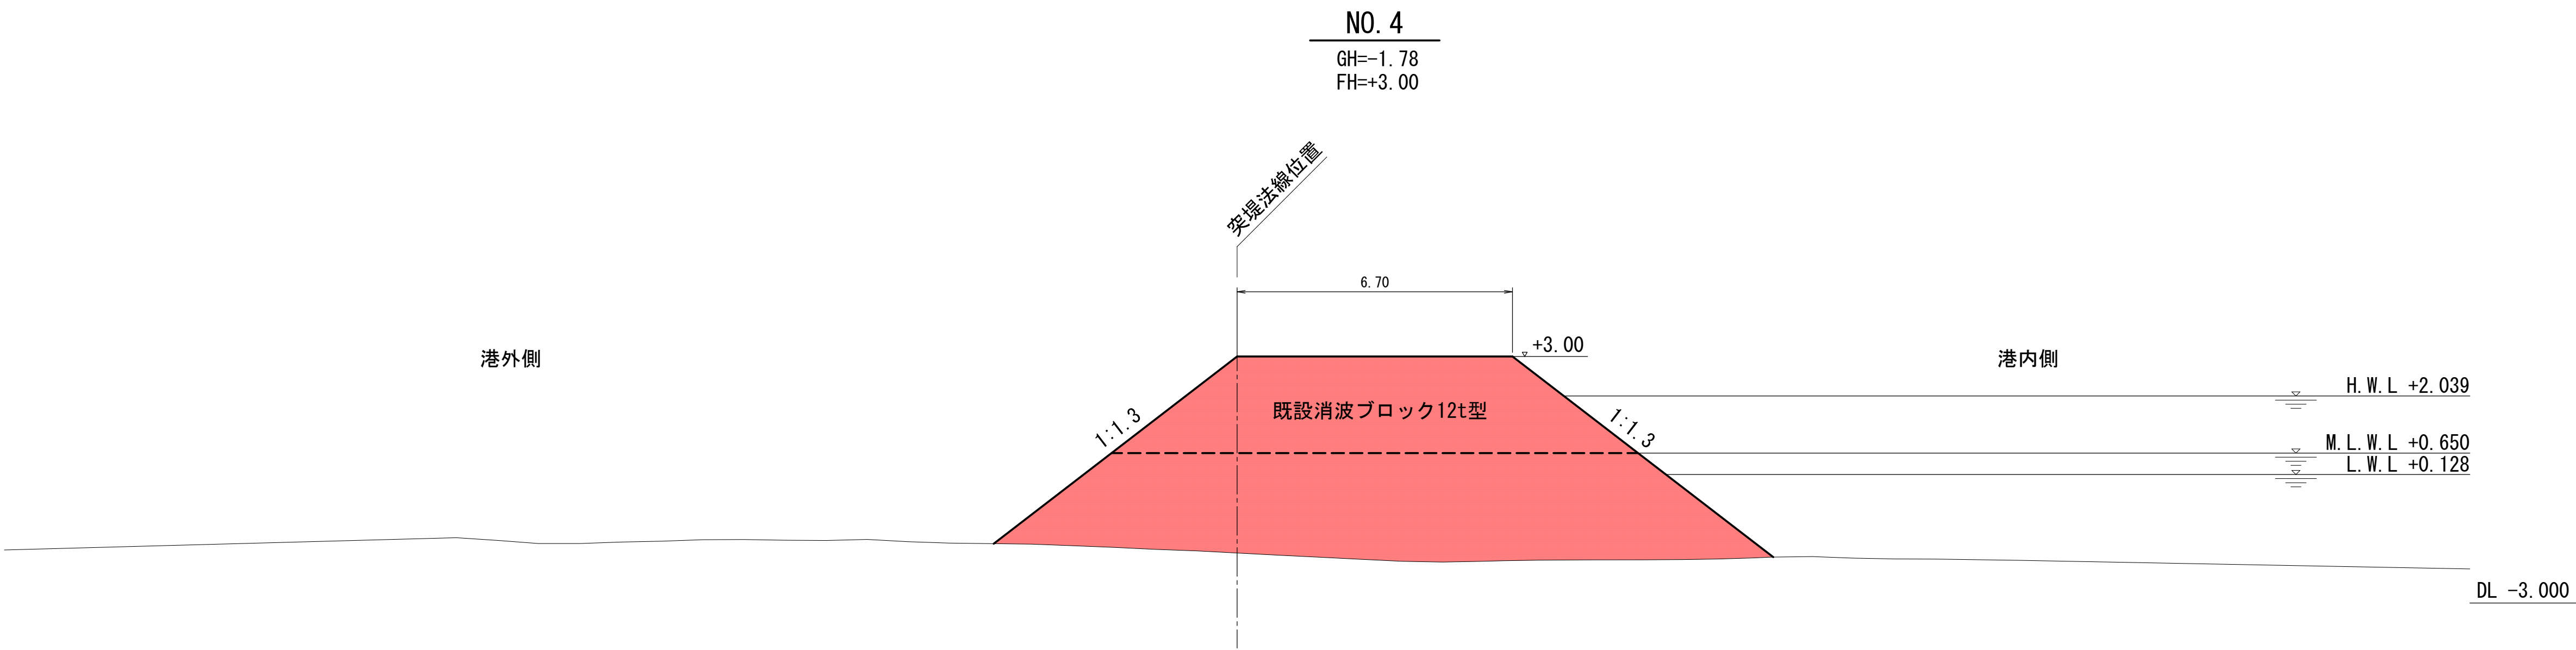 NO.4
GH=-1.78
FH=+3.00
突堤法線位置
6.70
+3.00
港外側
港内側
H.W.L +2.039
既設消波ブロック12t型
1:1.3
1:1.3
M.L.W.L +0.650
L.W.L +0.128
DL -3.000